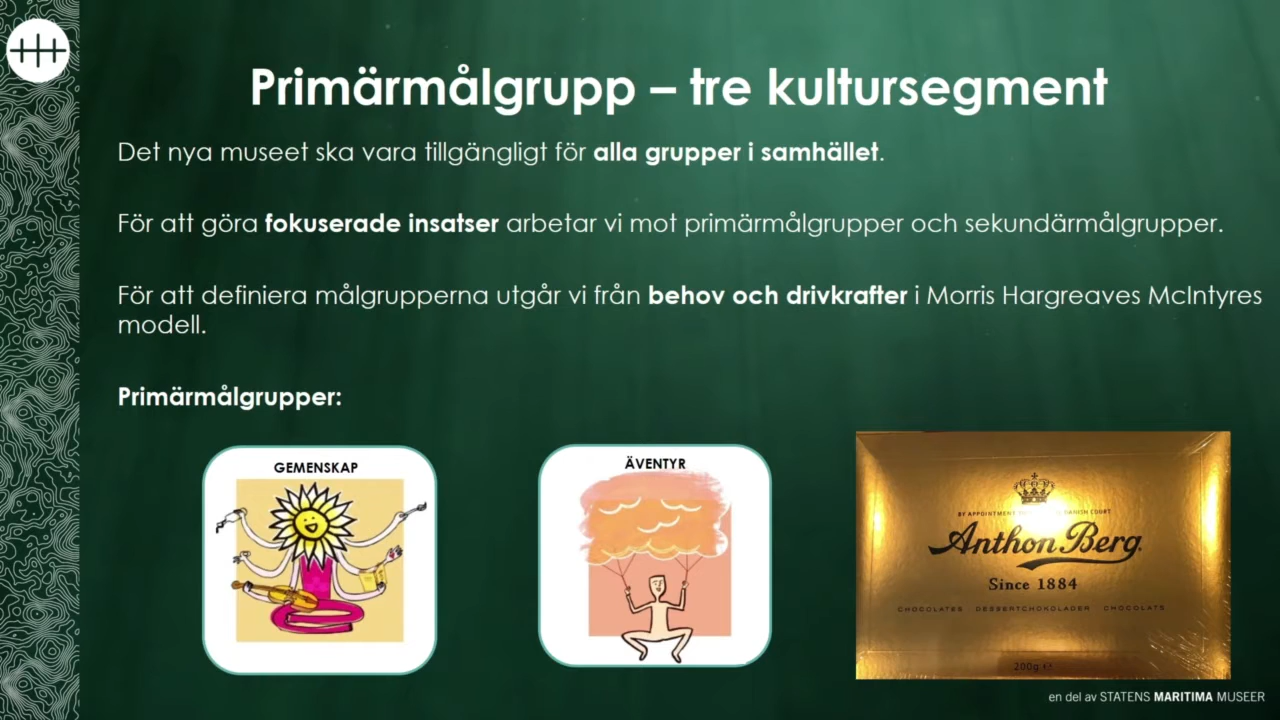 Primärmålgrupp – tre kultursegment
Det nya museet ska vara tillgängligt för alla grupper i samhället.
För att göra fokuserade insatser arbetar vi mot primärmålgrupper och sekundärmålgrupper.
För att definiera målgrupperna utgår vi från behov och drivkrafter i Morris Hargreaves McIntyres
modell.
Primärmålgrupper:
GEMENSKAP
ÄVENTYR
BY APPOINTMENT DANISH COURT
Anthon Berg
Since 1884
CHOCOLATES DESSERTCHOKOLADER CHOCOLATS
200g e
en del av STATENS MARITIMA MUSEER